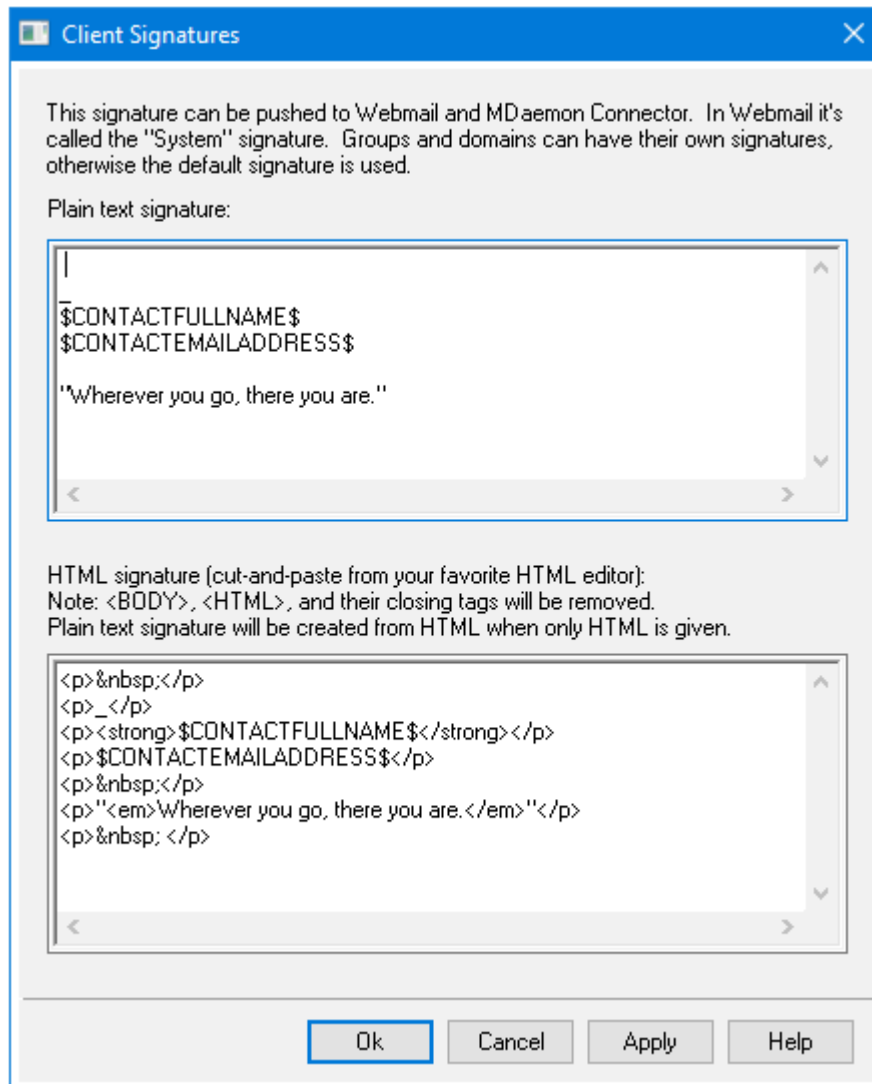 Client Signatures
This signature can be pushed to Webmail and MDaemon Connector.  In Webmail it's
called the "System" signature.  Groups and domains can have their own signatures,
otherwise the default signature is used.
Plain text signature:
_
$CONTACTFULLNAME$
$CONTACTEMAILADDRESS$
"Wherever you go, there you are."
HTML signature (cut-and-paste from your favorite HTML editor):
Note: <BODY>, <HTML>, and their closing tags will be removed.
Plain text signature will be created from HTML when only HTML is given.
<p>&nbsp;</p>
<p>_</p>
<p><strong>$CONTACTFULLNAME$</strong></p>
<p>$CONTACTEMAILADDRESS$</p>
<p>&nbsp;</p>
<p>"<em>Wherever you go, there you are.</em>"</p>
<p>&nbsp; </p>
Ok Cancel Apply Help